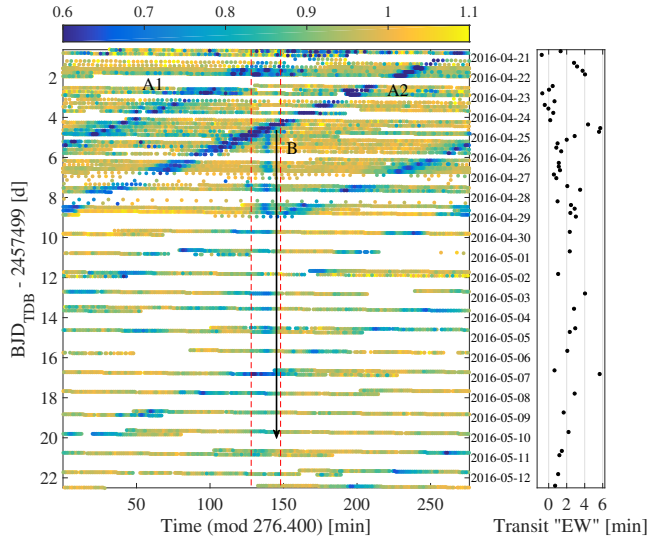 0.6 0.7 0.8 0.9 1 1.1
A1 A2 B
2 4 6 8 10 12 14 16 18 20 22
BJD_TDB - 2457499 [d]
2016-04-21
2016-04-22
2016-04-23
2016-04-24
2016-04-25
2016-04-26
2016-04-27
2016-04-28
2016-04-29
2016-04-30
2016-05-01
2016-05-02
2016-05-03
2016-05-04
2016-05-05
2016-05-06
2016-05-07
2016-05-08
2016-05-09
2016-05-10
2016-05-11
2016-05-12
50 100 150 200 250
0 2 4 6
Time (mod 276.400) [min]
Transit "EW" [min]